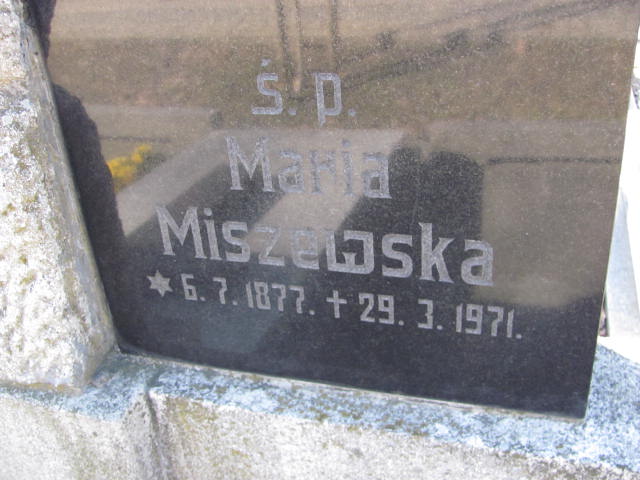 ś. p.
Maria
Miszewska
* 6. 7. 1877. + 29. 3. 1971.